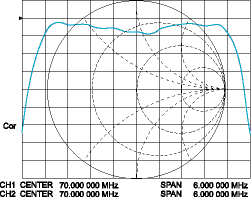 Cor
CH1 CENTER 70.000 000 MHz SPAN 6.000 000 MHz
CH2 CENTER 70.000 000 MHz SPAN 6.000 000 MHz